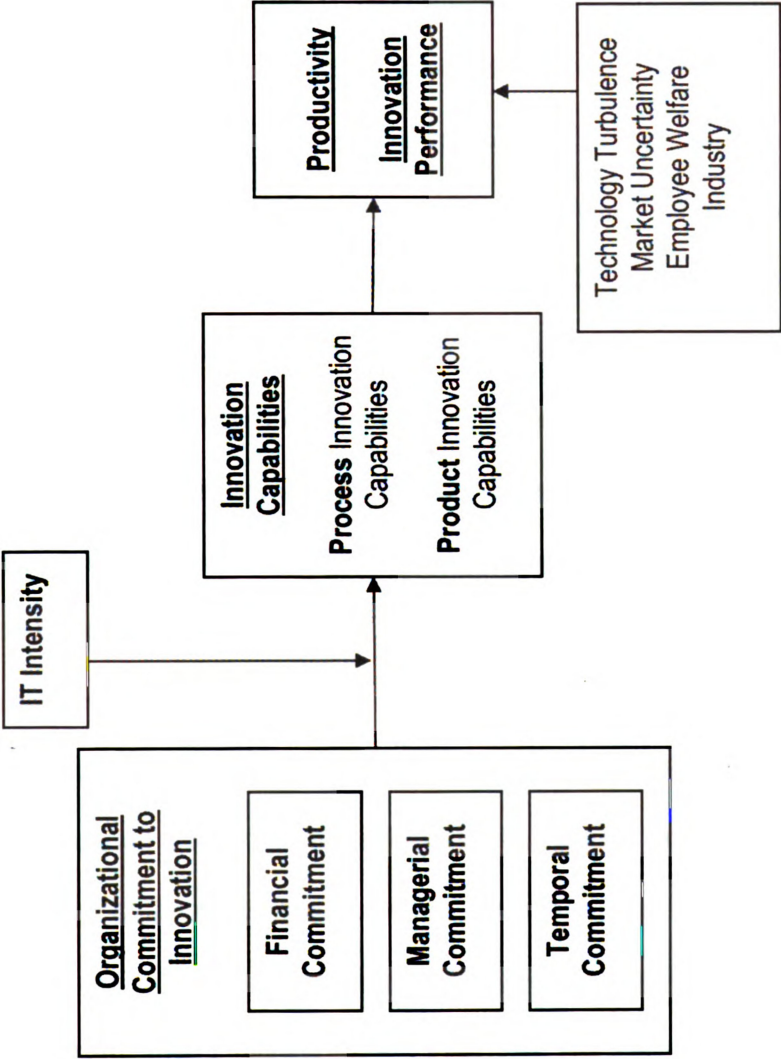 IT Intensity
Organizational
Commitment to
Innovation
Financial
Commitment
Managerial
Commitment
Temporal
Commitment
Innovation
Capabilities
Process Innovation
Capabilities
Product Innovation
Capabilities
Productivity
Innovation
Performance
Technology Turbulence
Market Uncertainty
Employee Welfare
Industry